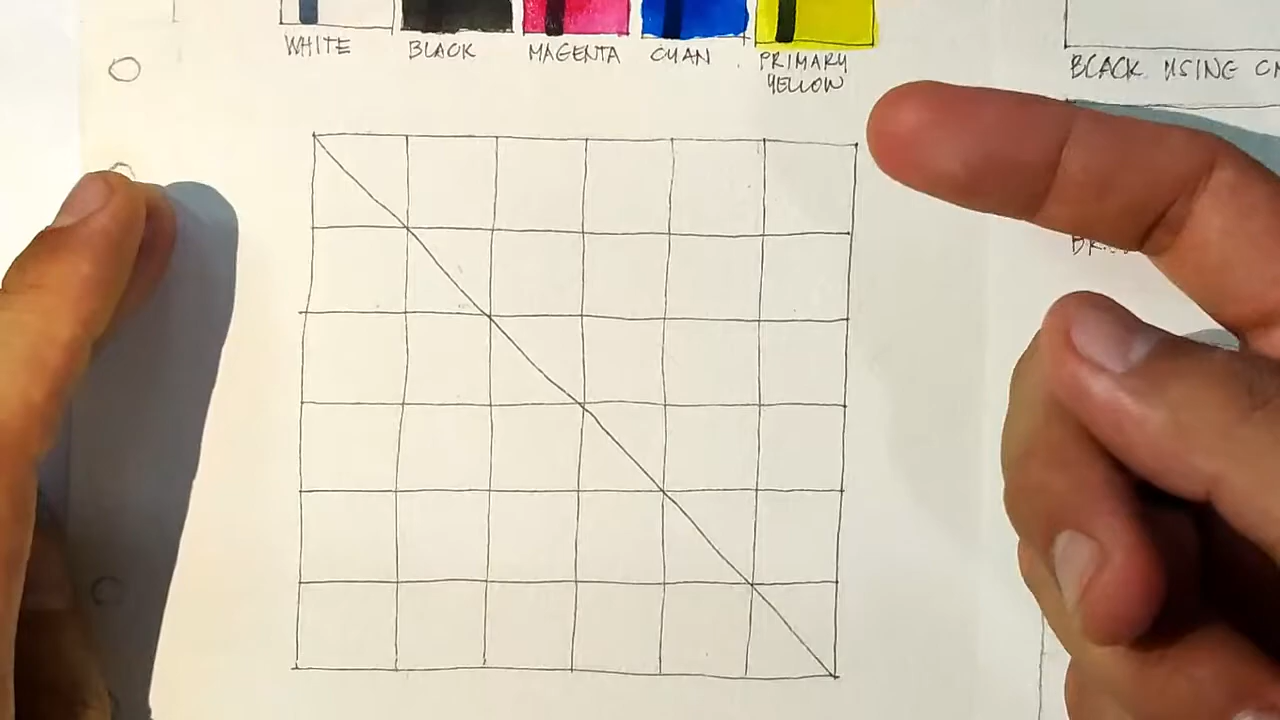 WHITE
BLACK
MAGENTA
CYAN
PRIMARY
YELLOW
BLACK USING